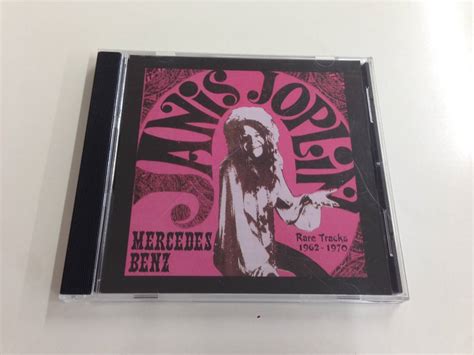 JANIS JOPLIN
MERCEDES
BENZ
Rare Tracks
1962-1970